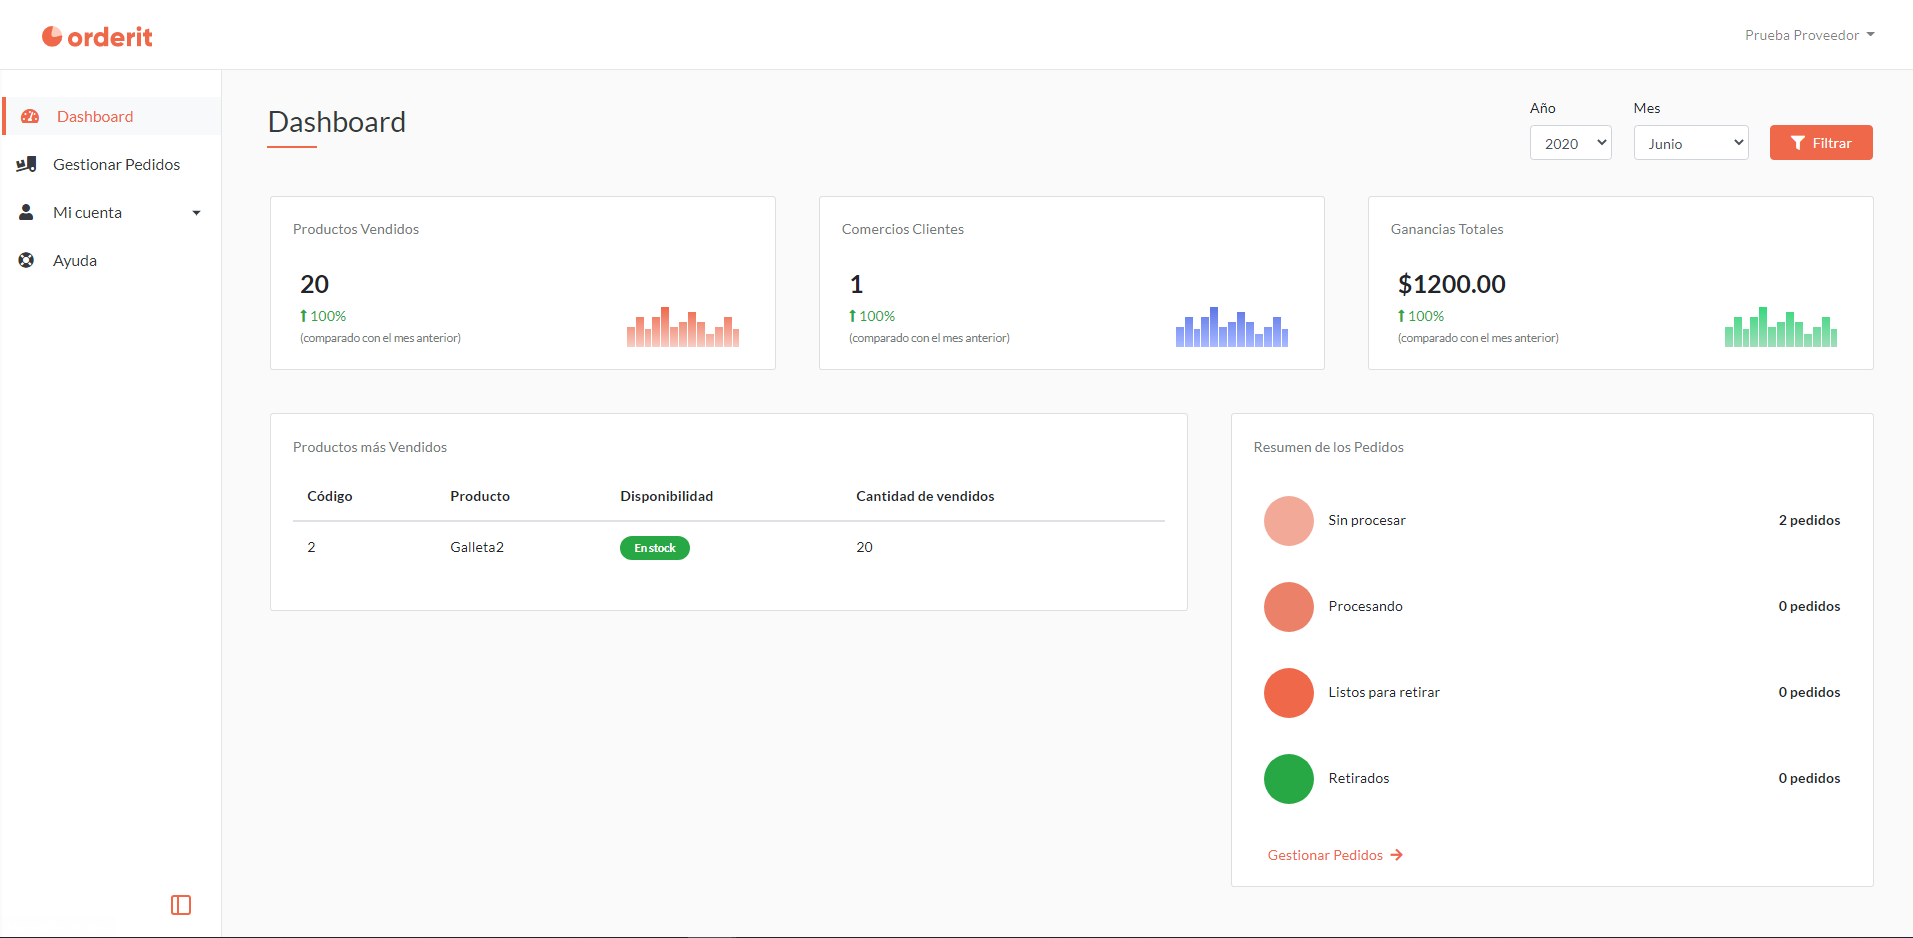 orderit
Prueba Proveedor
Dashboard
Gestionar Pedidos
Mi cuenta
Ayuda
Dashboard
Año
Mes
2020
Junio
Filtrar
Productos Vendidos
20
100%
(comparado con el mes anterior)
Comercios Clientes
1
100%
(comparado con el mes anterior)
Ganancias Totales
$1200.00
100%
(comparado con el mes anterior)
Productos más Vendidos
Código Producto Disponibilidad Cantidad de vendidos
2 Galleta2 En stock 20
Resumen de los Pedidos
Sin procesar 2 pedidos
Procesando 0 pedidos
Listos para retirar 0 pedidos
Retirados 0 pedidos
Gestionar Pedidos